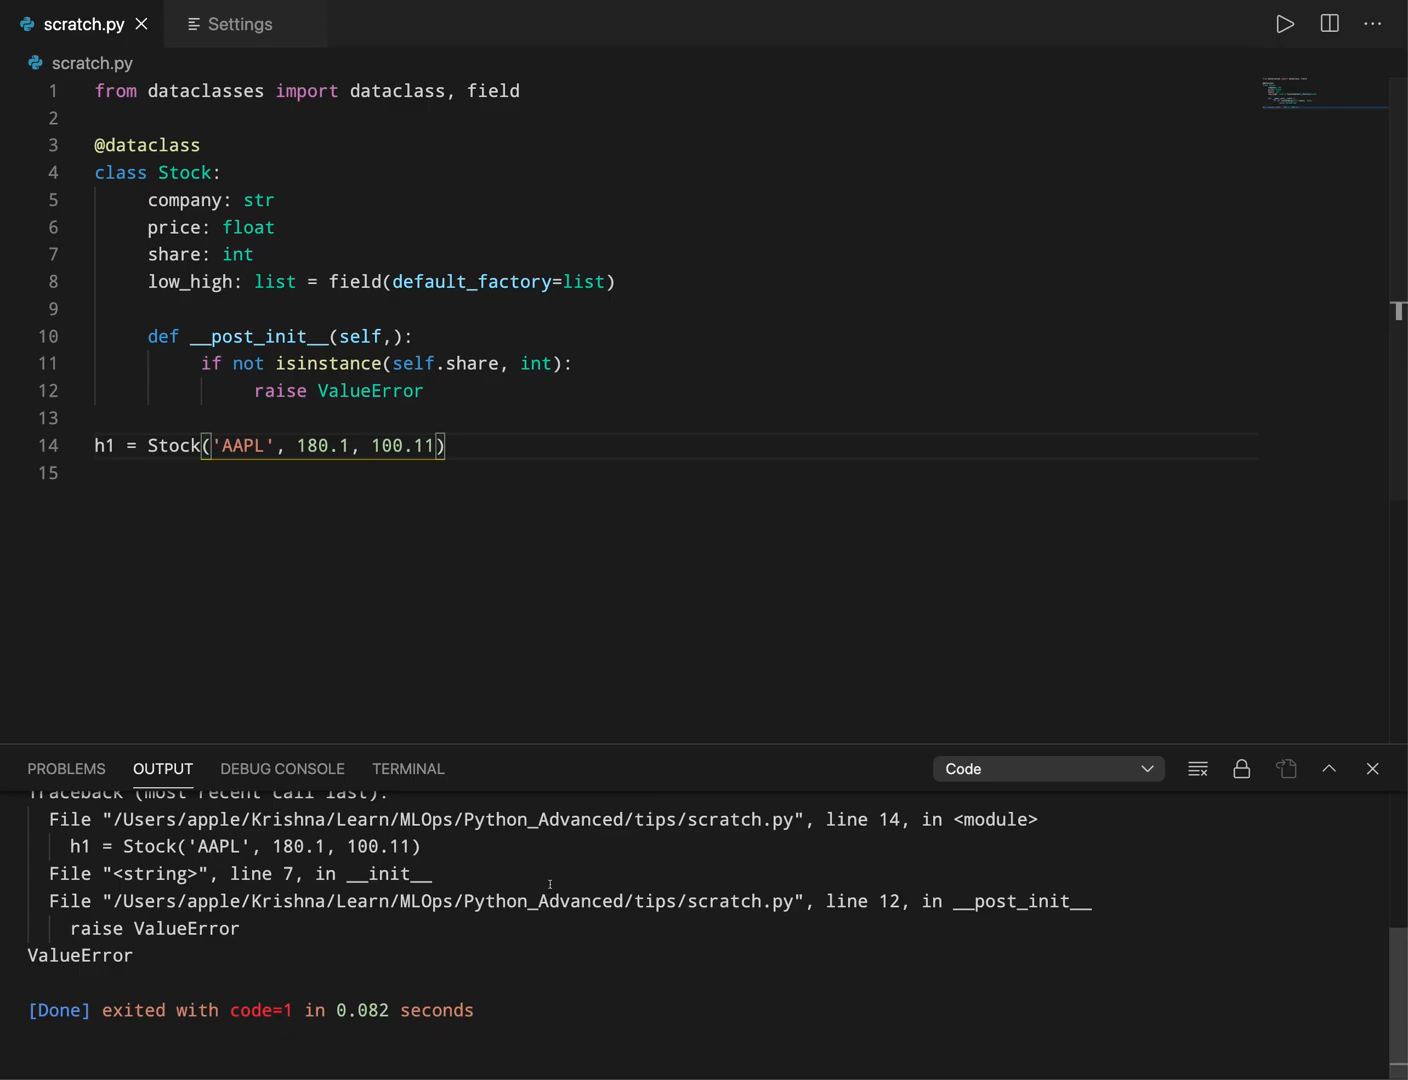 scratch.py Settings
scratch.py
1 from dataclasses import dataclass, field
2
3 @dataclass
4 class Stock:
5 company: str
6 price: float
7 share: int
8 low_high: list = field(default_factory=list)
9
10 def __post_init__(self,):
11 if not isinstance(self.share, int):
12 raise ValueError
13
14 h1 = Stock('AAPL', 180.1, 100.11)
15
PROBLEMS OUTPUT DEBUG CONSOLE TERMINAL Code
Traceback (most recent call last):
File "/Users/apple/Krishna/Learn/MLOps/Python_Advanced/tips/scratch.py", line 14, in <module>
h1 = Stock('AAPL', 180.1, 100.11)
File "<string>", line 7, in __init__
File "/Users/apple/Krishna/Learn/MLOps/Python_Advanced/tips/scratch.py", line 12, in __post_init__
raise ValueError
ValueError
[Done] exited with code=1 in 0.082 seconds